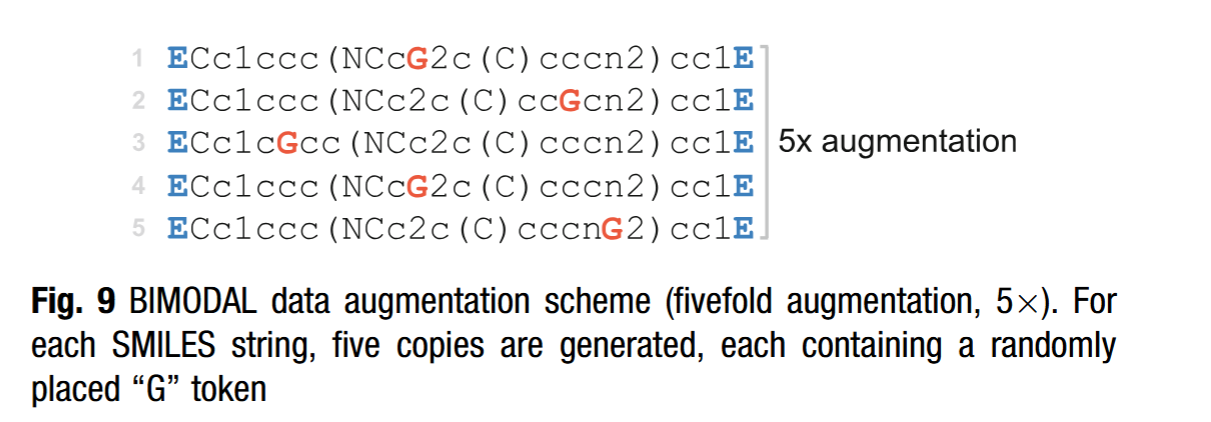 1 ECc1ccc(NCcG2c(C)cccn2)cc1E
2 ECc1ccc(NCc2c(C)ccGcn2)cc1E
3 ECc1cGcc(NCc2c(C)cccn2)cc1E
5x augmentation
4 ECc1ccc(NCcG2c(C)cccn2)cc1E
5 ECc1ccc(NCc2c(C)cccnG2)cc1E
Fig. 9 BIMODAL data augmentation scheme (fivefold augmentation, 5×). For
each SMILES string, five copies are generated, each containing a randomly
placed “G” token